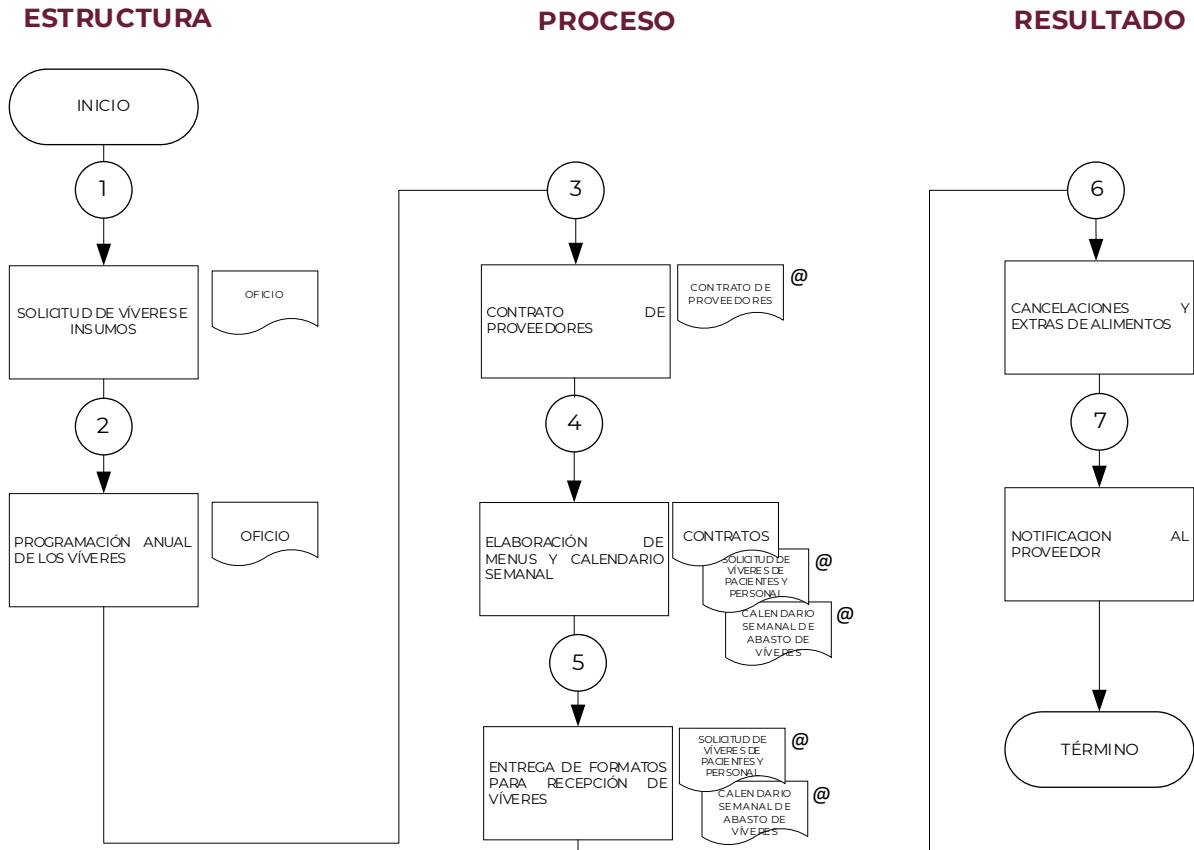 ESTRUCTURA
INICIO
1
SOLICITUD DE VÍVERES E
INSUMOS
OFICIO
2
PROGRAMACIÓN ANUAL
DE LOS VÍVERES
OFICIO
PROCESO
3
CONTRATO DE
PROVEEDORES
CONTRATO DE
PROVEEDORES
@
4
ELABORACIÓN DE
MENUS Y CALENDARIO
SEMANAL
CONTRATOS
SOLICITUD DE
VÍVERES DE
PACIENTES Y
PERSONAL
@
CALENDARIO
SEMANAL DE
ABASTO DE
VÍVERES
@
5
ENTREGA DE FORMATOS
PARA RECEPCIÓN DE
VÍVERES
SOLICITUD DE
VÍVERES DE
PACIENTES Y
PERSONAL
@
CALENDARIO
SEMANAL DE
ABASTO DE
VÍVERES
@
RESULTADO
6
CANCELACIONES Y
EXTRAS DE ALIMENTOS
7
NOTIFICACION AL
PROVEEDOR
TÉRMINO